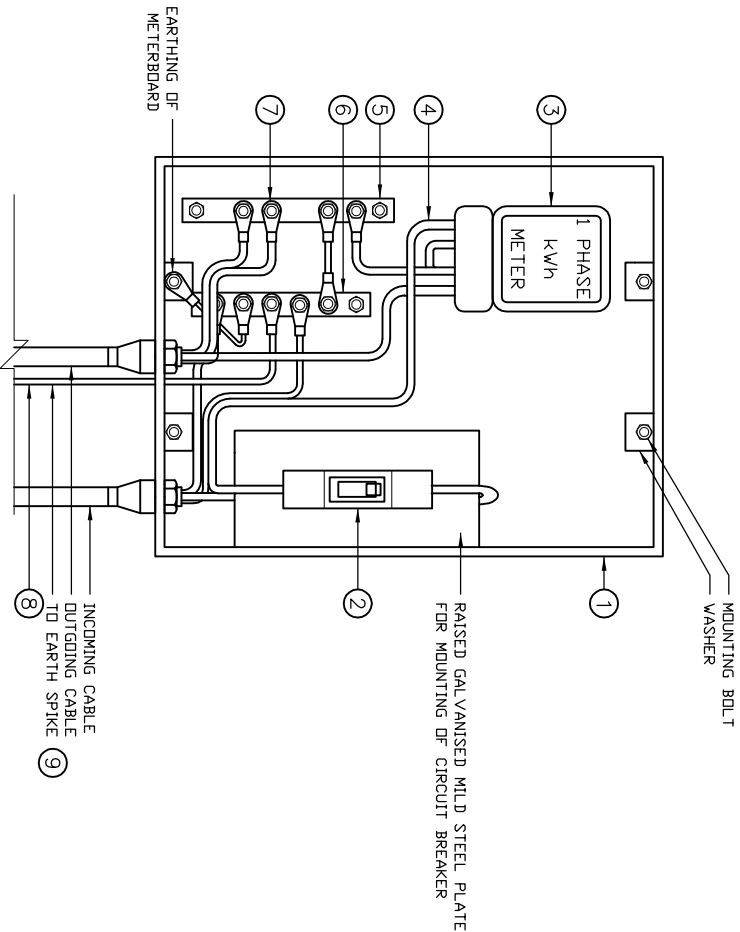 EARTHING OF
METERBOARD
7
6
5
4
3
1 PHASE
kWh
METER
MOUNTING BOLT
WASHER
1
2
RAISED GALVANISED MILD STEEL PLATE
FOR MOUNTING OF CIRCUIT BREAKER
INCOMING CABLE
OUTGOING CABLE
TO EARTH SPIKE 9
8